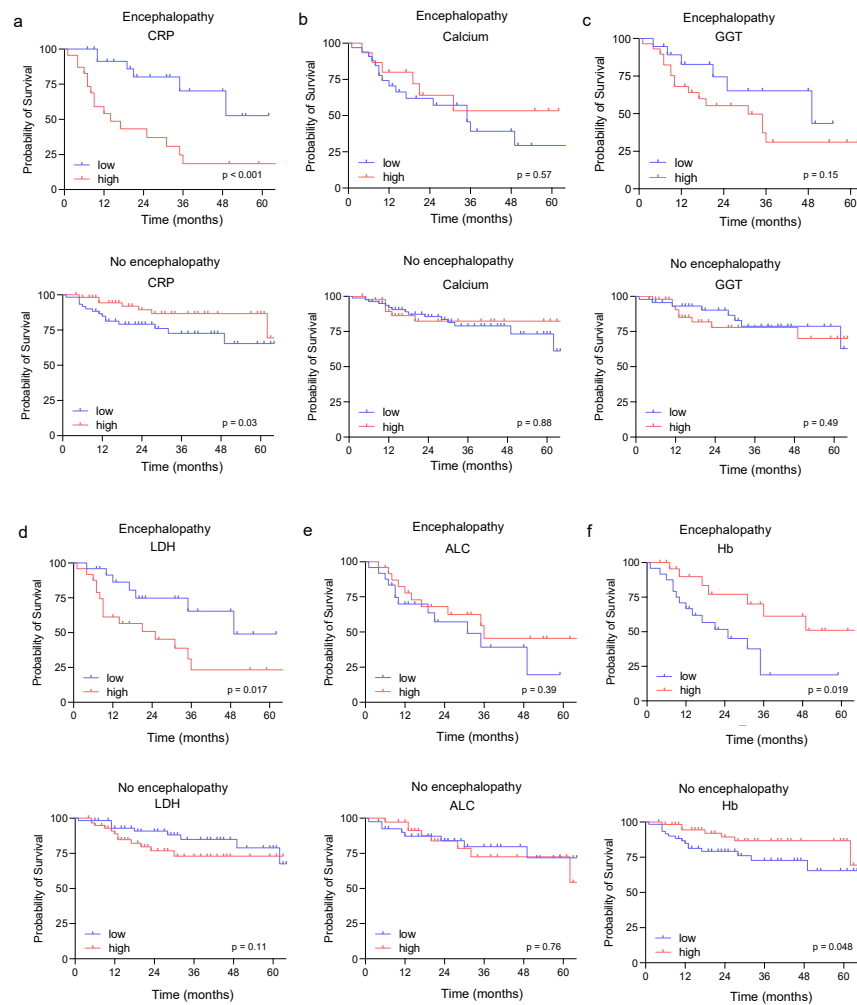 a
Encephalopathy
CRP
Probability of Survival
100
75
50
25
0
low
high
p < 0.001
0 12 24 36 48 60
Time (months)
No encephalopathy
CRP
Probability of Survival
100
75
50
25
0
low
high
p = 0.03
0 12 24 36 48 60
Time (months)
b
Encephalopathy
Calcium
Probability of Survival
100
75
50
25
0
low
high
p = 0.57
0 12 24 36 48 60
Time (months)
No encephalopathy
Calcium
Probability of Survival
100
75
50
25
0
low
high
p = 0.88
0 12 24 36 48 60
Time (months)
c
Encephalopathy
GGT
Probability of Survival
100
75
50
25
0
low
high
p = 0.15
0 12 24 36 48 60
Time (months)
No encephalopathy
GGT
Probability of Survival
100
75
50
25
0
low
high
p = 0.49
0 12 24 36 48 60
Time (months)
d
Encephalopathy
LDH
Probability of Survival
100
75
50
25
0
low
high
p = 0.017
0 12 24 36 48 60
Time (months)
No encephalopathy
LDH
Probability of Survival
100
75
50
25
0
low
high
p = 0.11
0 12 24 36 48 60
Time (months)
e
Encephalopathy
ALC
Probability of Survival
100
75
50
25
0
low
high
p = 0.39
0 12 24 36 48 60
Time (months)
No encephalopathy
ALC
Probability of Survival
100
75
50
25
0
low
high
p = 0.76
0 12 24 36 48 60
Time (months)
f
Encephalopathy
Hb
Probability of Survival
100
75
50
25
0
low
high
p = 0.019
0 12 24 36 48 60
Time (months)
No encephalopathy
Hb
Probability of Survival
100
75
50
25
0
low
high
p = 0.048
0 12 24 36 48 60
Time (months)